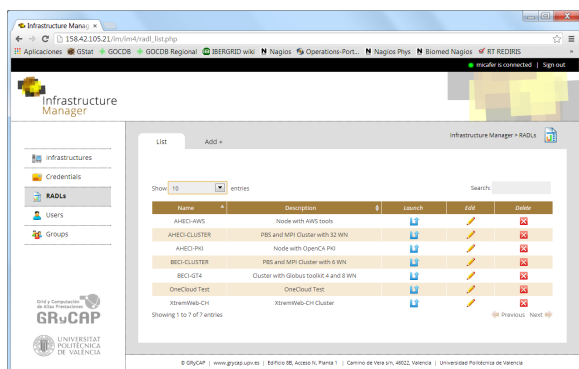 Infrastructure Manag ×
158.42.105.21/im/im4/radl_list.php
Aplicaciones GStat GOCDB GOCDB Regional IBERGRID wiki Nagios Operations-Port... Nagios Phys Biomed Nagios RT REDIRIS »
micafer is connected | Sign out
Infrastructure
Manager
List Add +
Infrastructure Manager > RADLs
Infrastructures
Credentials
RADLs
Users
Groups
Show 10 entries
Search:
Name Description Launch Edit Delete
AHECI-AWS Node with AWS tools
AHECI-CLUSTER PBS and MPI Cluster with 32 WN
AHECI-PKI Node with OpenCA PKI
BECI-CLUSTER PBS and MPI Cluster with 6 WN
BECI-GT4 Cluster with Globus toolkit 4 and 8 WN
OneCloud Test OneCloud Test
XtremWeb-CH XtremWeb-CH Cluster
Showing 1 to 7 of 7 entries
Previous Next
Grid y Computación
de Altas Prestaciones
GRyCAP
UNIVERSITAT
POLITÈCNICA
DE VALÈNCIA
© GRyCAP | www.grycap.upv.es | Edificio 8B, Acceso N, Planta 1 | Camino de Vera s/n, 46022, Valencia | Universidad Politécnica de Valencia